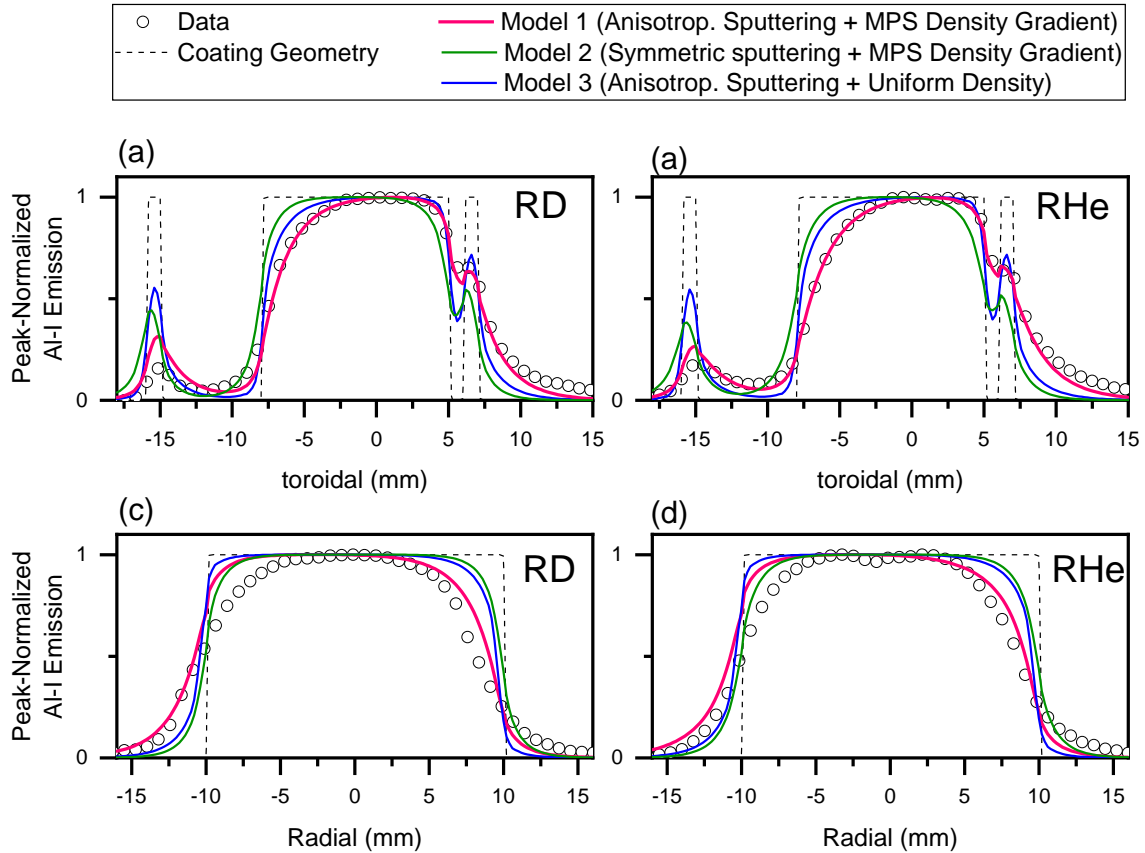 Data
Coating Geometry
Model 1 (Anisotrop. Sputtering + MPS Density Gradient)
Model 2 (Symmetric sputtering + MPS Density Gradient)
Model 3 (Anisotrop. Sputtering + Uniform Density)
(a)
RD
1
0
Peak-Normalized
Al-I Emission
-15 -10 -5 0 5 10 15
toroidal (mm)
(a)
RHe
1
0
-15 -10 -5 0 5 10 15
toroidal (mm)
(c)
RD
1
0
Peak-Normalized
Al-I Emission
-15 -10 -5 0 5 10 15
Radial (mm)
(d)
RHe
1
0
-15 -10 -5 0 5 10 15
Radial (mm)